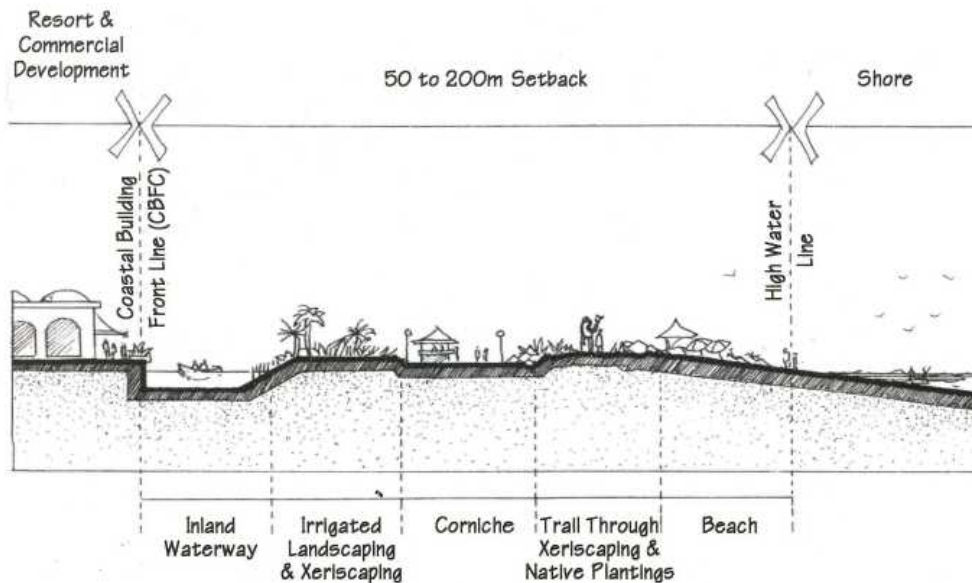 Resort &
Commercial
Development
50 to 200m Setback
Shore
Coastal Building
Front Line (CBFC)
High Water
Line
Inland
Waterway
Irrigated
Landscaping
& Xeriscaping
Corniche
Trail Through
Xeriscaping &
Native Plantings
Beach